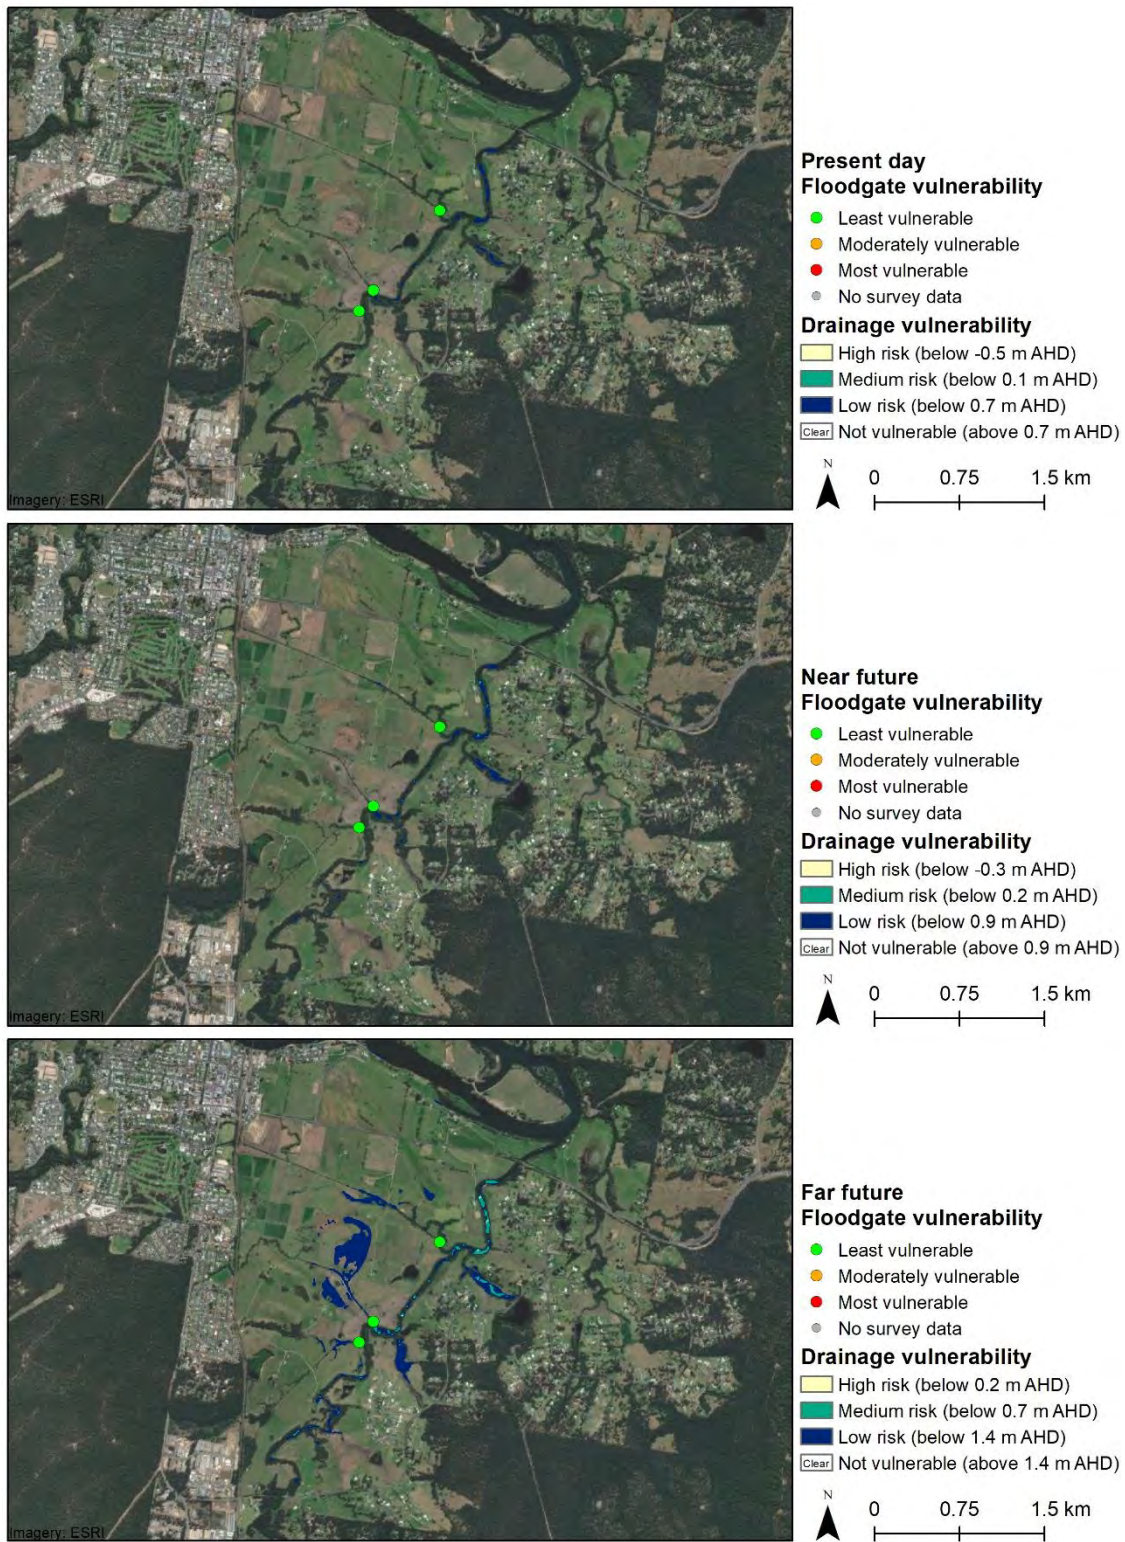 Present day
Floodgate vulnerability
Least vulnerable
Moderately vulnerable
Most vulnerable
No survey data
Drainage vulnerability
High risk (below -0.5 m AHD)
Medium risk (below 0.1 m AHD)
Low risk (below 0.7 m AHD)
Clear Not vulnerable (above 0.7 m AHD)
N
0 0.75 1.5 km
Imagery: ESRI
Near future
Floodgate vulnerability
Least vulnerable
Moderately vulnerable
Most vulnerable
No survey data
Drainage vulnerability
High risk (below -0.3 m AHD)
Medium risk (below 0.2 m AHD)
Low risk (below 0.9 m AHD)
Clear Not vulnerable (above 0.9 m AHD)
N
0 0.75 1.5 km
Imagery: ESRI
Far future
Floodgate vulnerability
Least vulnerable
Moderately vulnerable
Most vulnerable
No survey data
Drainage vulnerability
High risk (below 0.2 m AHD)
Medium risk (below 0.7 m AHD)
Low risk (below 1.4 m AHD)
Clear Not vulnerable (above 1.4 m AHD)
N
0 0.75 1.5 km
Imagery: ESRI